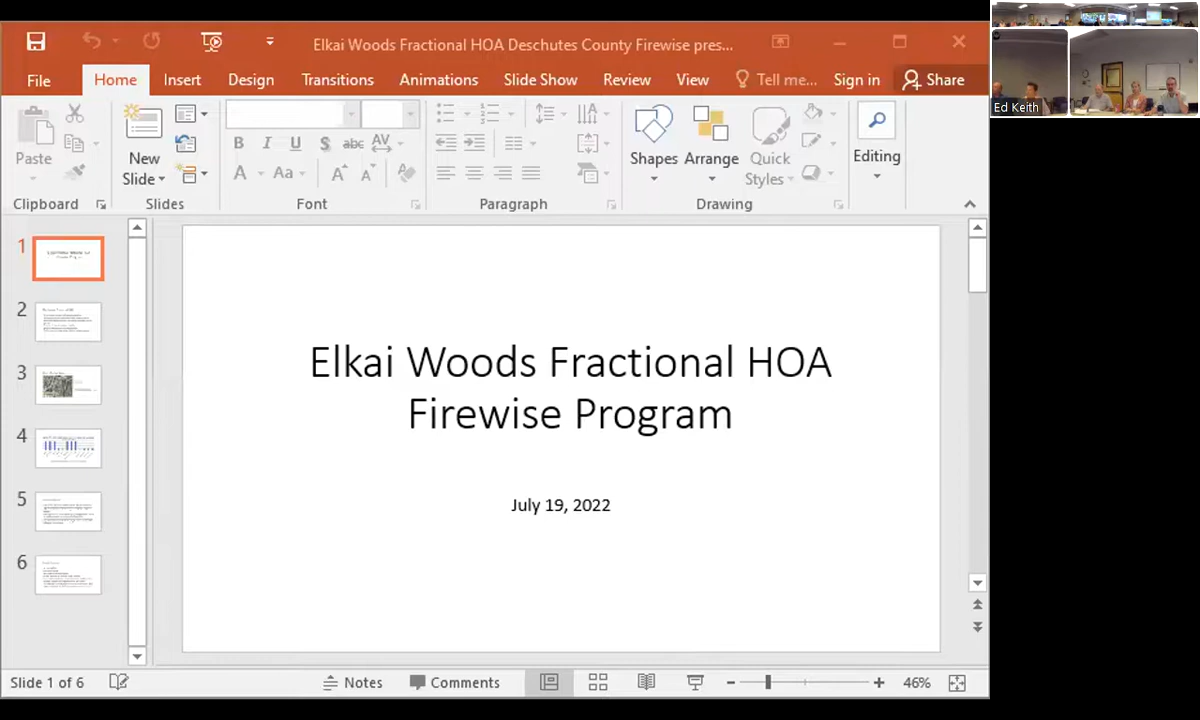 Elkai Woods Fractional HOA Deschutes County Firewise pres...
File Home Insert Design Transitions Animations Slide Show Review View Tell me... Sign in Share
Paste
New
Slide
B I U S abc AV
A Aa A A
Shapes Arrange Quick
Styles
Editing
Clipboard Slides Font Paragraph Drawing
Ed Keith
1
2
3
4
5
6
Elkai Woods Fractional HOA
Firewise Program
July 19, 2022
Slide 1 of 6 Notes Comments 46%